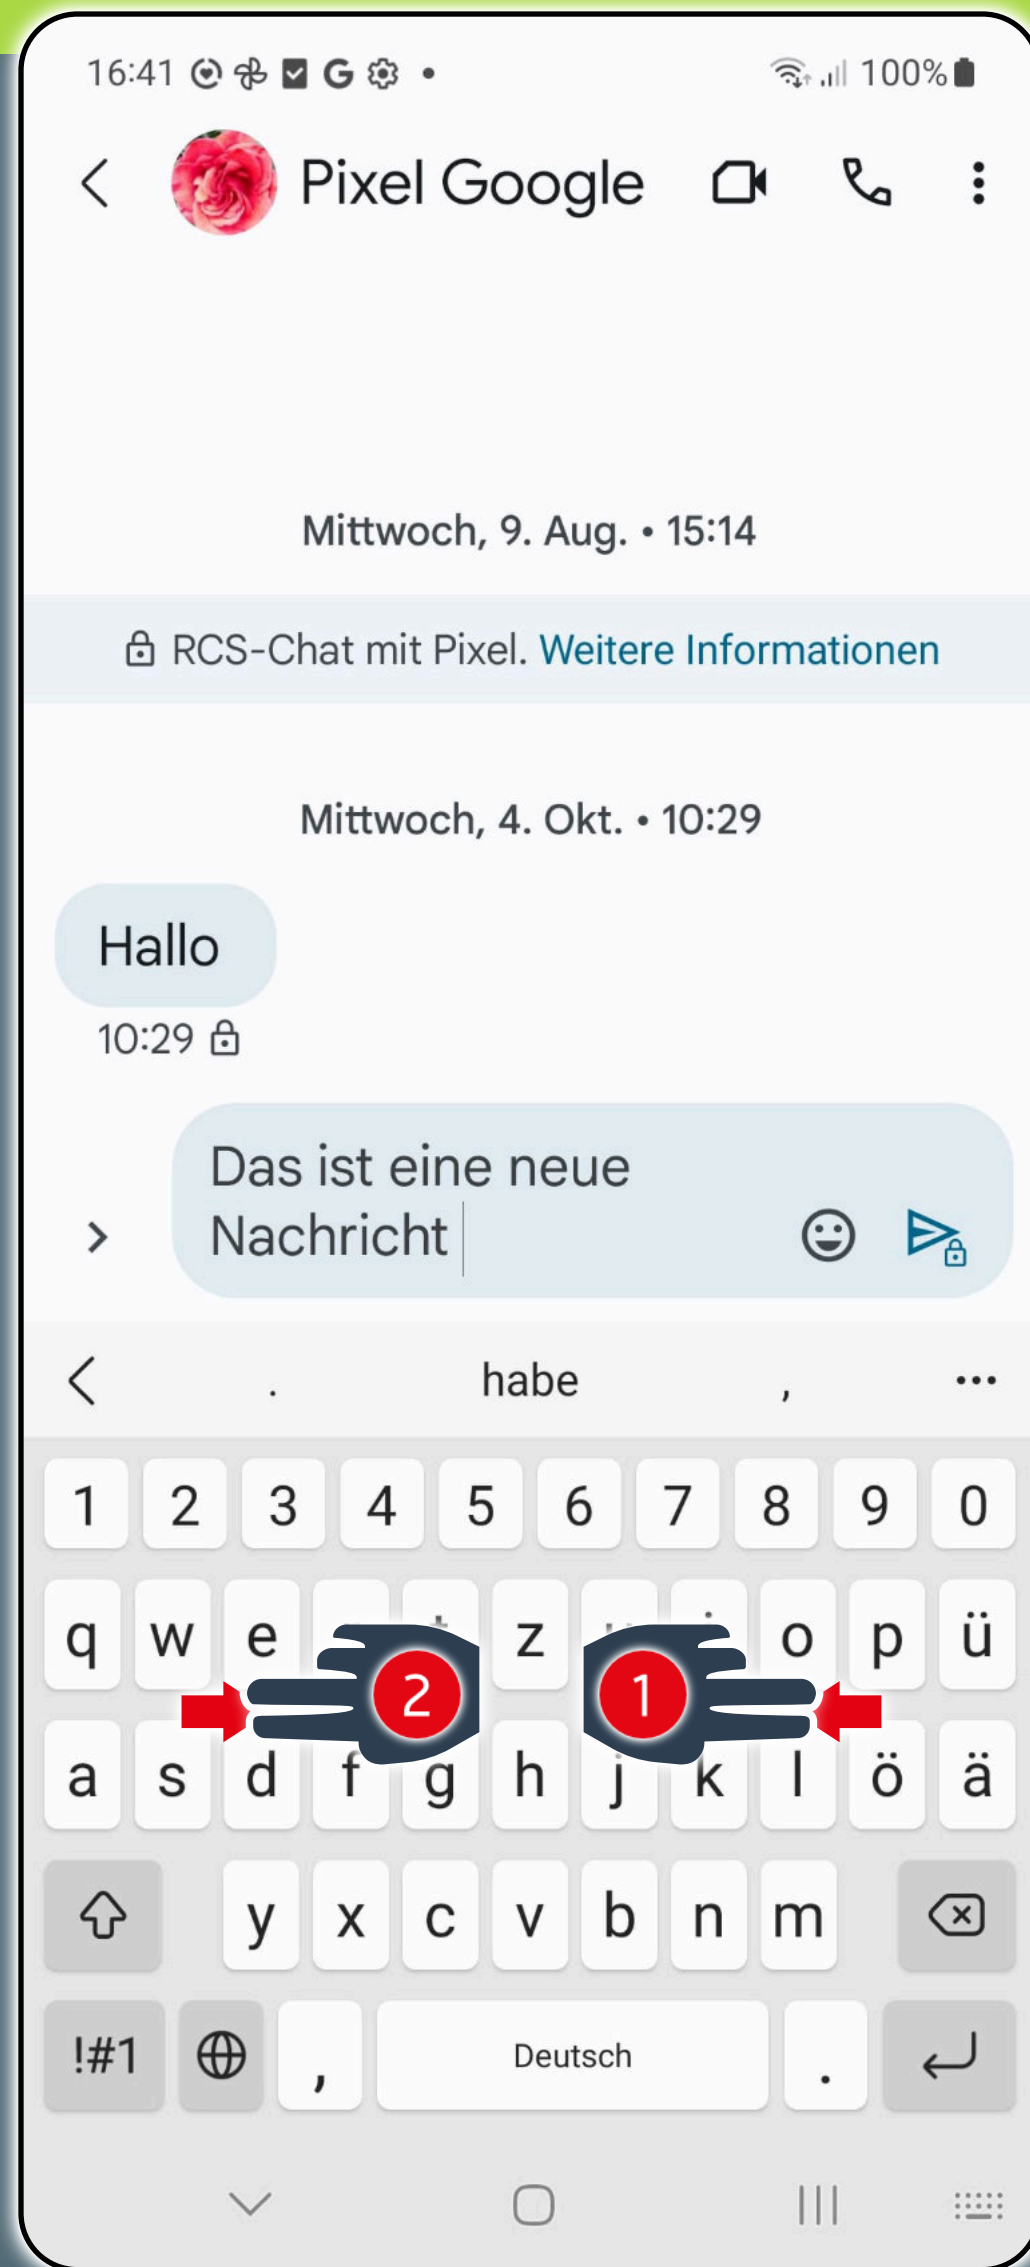 16:41 G • 100%
Pixel Google
Mittwoch, 9. Aug. • 15:14
RCS-Chat mit Pixel. Weitere Informationen
Mittwoch, 4. Okt. • 10:29
Hallo
10:29
Das ist eine neue
Nachricht
. habe , ...
1 2 3 4 5 6 7 8 9 0
q w e z o p ü
2 1
a s d f g h j k l ö ä
y x c v b n m
!#1 , Deutsch .